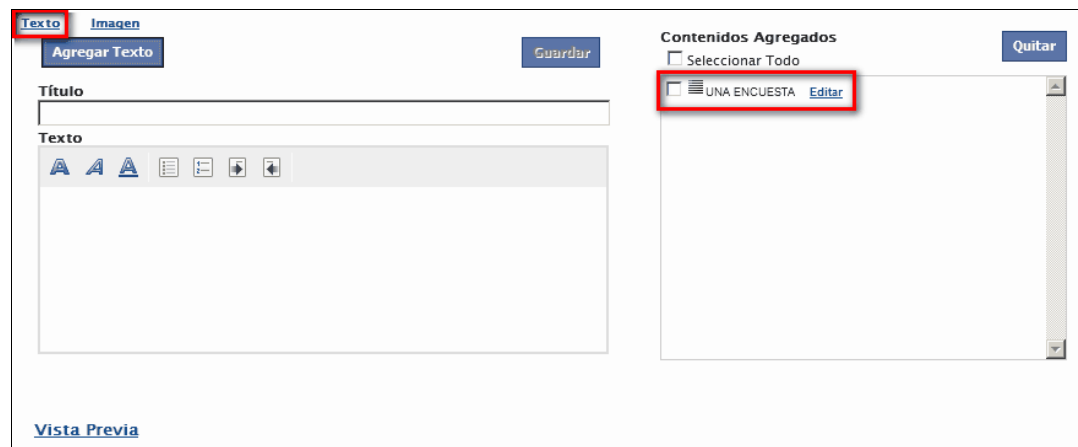 Texto Imagen
Agregar Texto Guardar
Título
Texto
Contenidos Agregados Quitar
Seleccionar Todo
UNA ENCUESTA Editar
Vista Previa